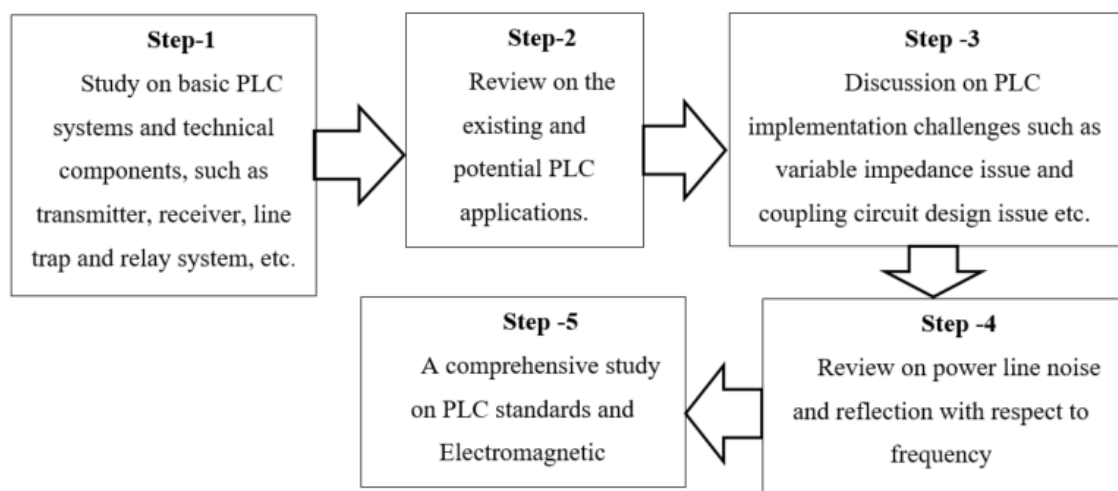 Step-1
Study on basic PLC
systems and technical
components, such as
transmitter, receiver, line
trap and relay system, etc.
Step-2
Review on the
existing and
potential PLC
applications.
Step -3
Discussion on PLC
implementation challenges such as
variable impedance issue and
coupling circuit design issue etc.
Step -4
Review on power line noise
and reflection with respect to
frequency
Step -5
A comprehensive study
on PLC standards and
Electromagnetic